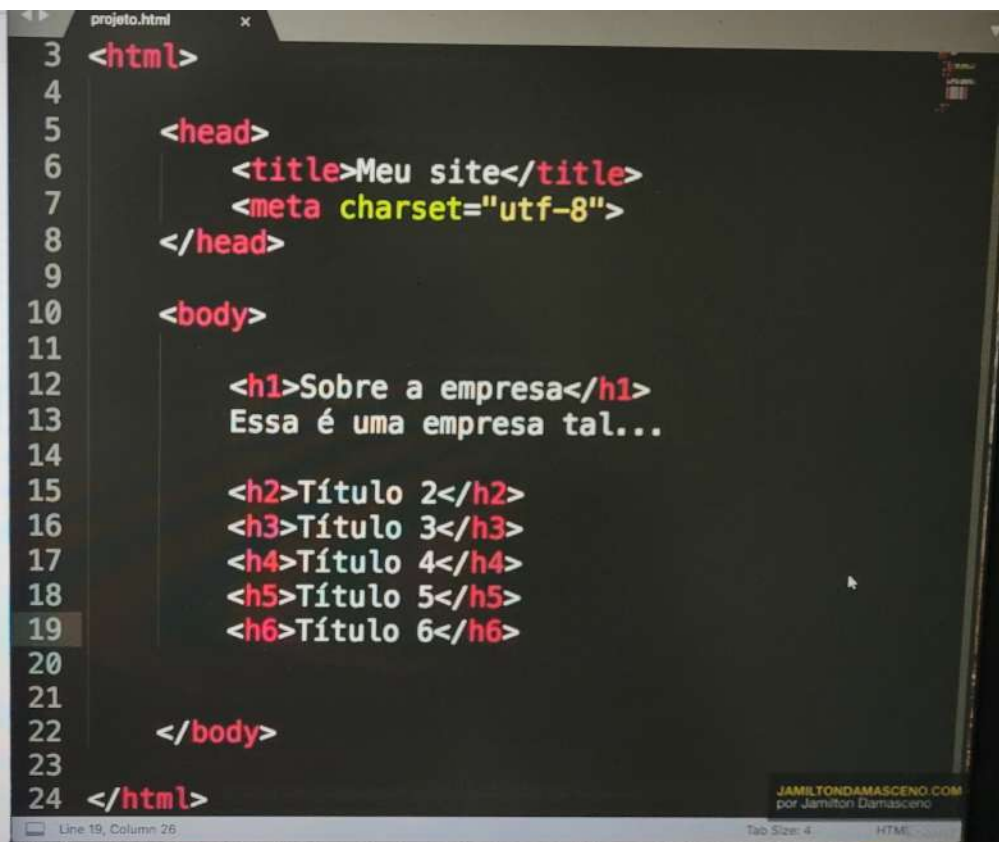 projeto.html x
3 <html>
4
5 <head>
6 <title>Meu site</title>
7 <meta charset="utf-8">
8 </head>
9
10 <body>
11
12 <h1>Sobre a empresa</h1>
13 Essa é uma empresa tal...
14
15 <h2>Título 2</h2>
16 <h3>Título 3</h3>
17 <h4>Título 4</h4>
18 <h5>Título 5</h5>
19 <h6>Título 6</h6>
20
21
22 </body>
23
24 </html>
JAMILTONDAMASCENO.COM
por Jamilton Damasceno
Line 19, Column 26 Tab Size: 4 HTML